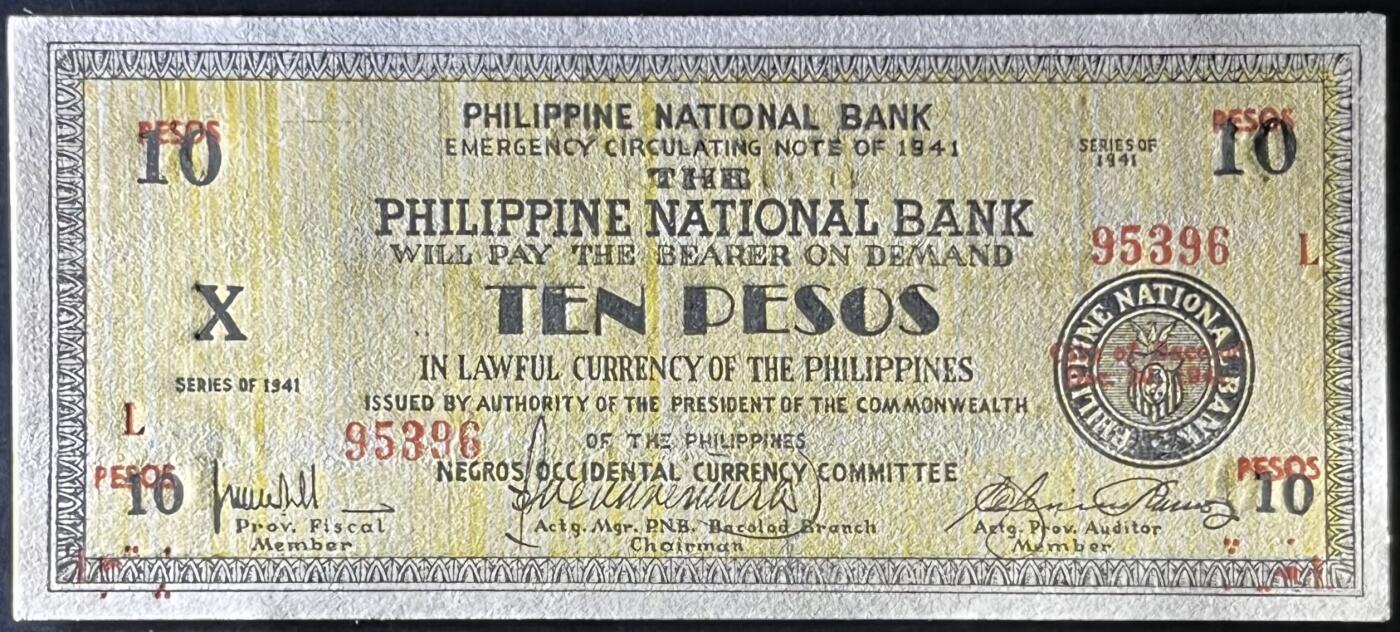 PESOS
10
PHILIPPINE NATIONAL BANK
EMERGENCY CIRCULATING NOTE OF 1941
SERIES OF
1941
PESOS
10
THE
PHILIPPINE NATIONAL BANK
WILL PAY THE BEARER ON DEMAND
95396 L
X
TEN PESOS
IN LAWFUL CURRENCY OF THE PHILIPPINES
PHILIPPINE NATIONAL BANK
SERIES OF 1941
ISSUED BY AUTHORITY OF THE PRESIDENT OF THE COMMONWEALTH
L
95396
OF THE PHILIPPINES
NEGROS OCCIDENTAL CURRENCY COMMITTEE
PESOS
10
PESOS
10
Prov. Fiscal
Member
Actg. Mgr. P.N.B. Bacolod Branch
Chairman
Actg. Prov. Auditor
Member